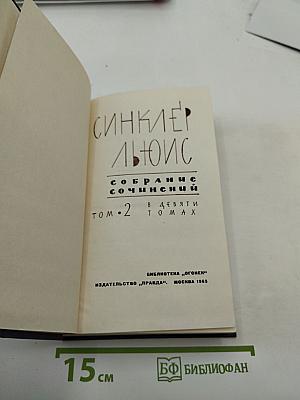 СИНКЛЕР
ЛЬЮИС
СОБРАНИЕ
СОЧИНЕНИЙ
ТОМ • 2 В ДЕВЯТИ
ТОМАХ
БИБЛИОТЕКА „ОГОНЕК“
ИЗДАТЕЛЬСТВО „ПРАВДА“. МОСКВА 1965
15 СМ
БФ БИБЛИОФАН